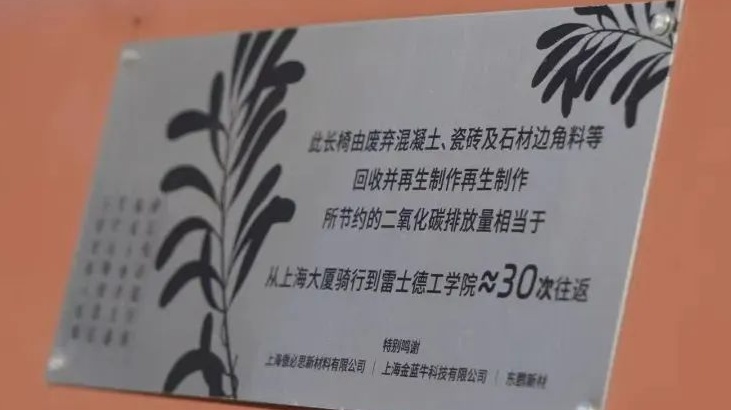 此长椅由废弃混凝土、瓷砖及石材边角料等
回收并再生制作再生制作
所节约的二氧化碳排放量相当于
从上海大厦骑行到雷士德工学院≈30次往返
特别鸣谢
上海傲必思新材料有限公司 | 上海金蓝牛科技有限公司 | 东鹏新材